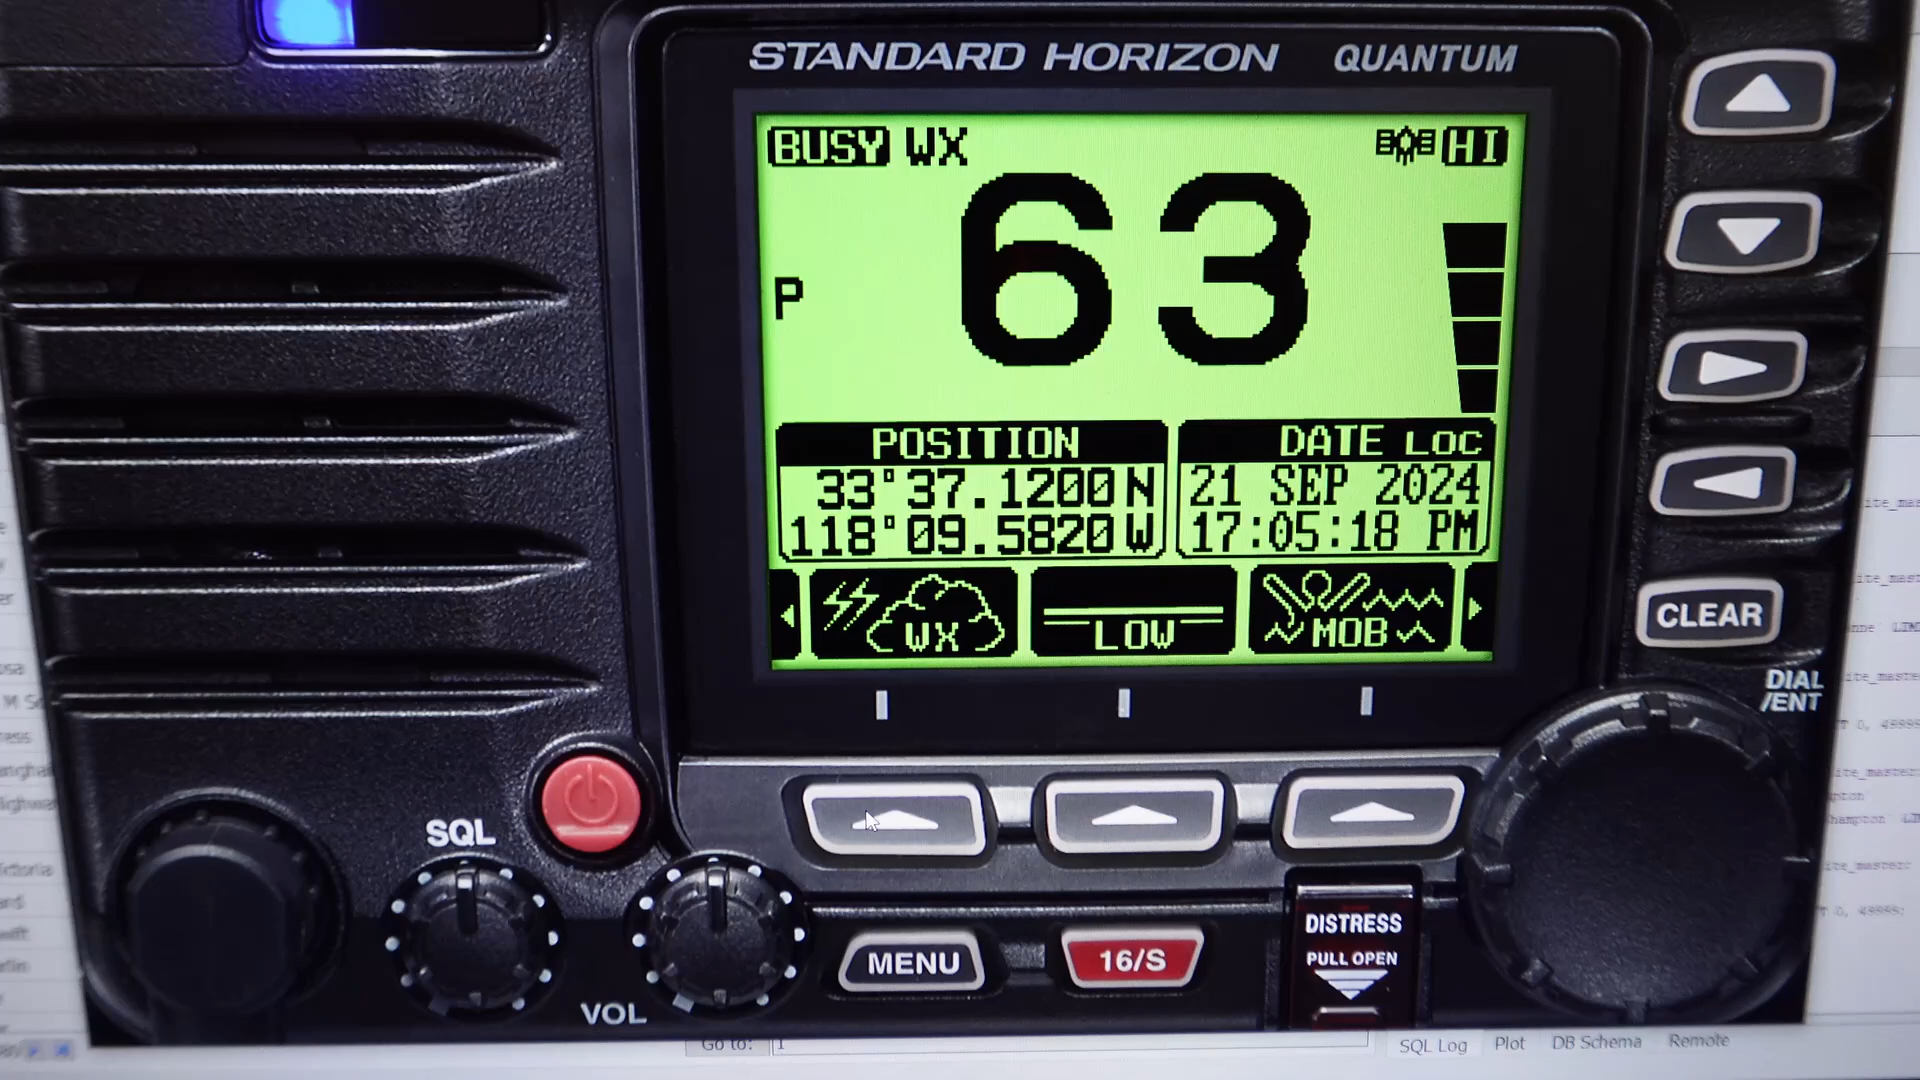 STANDARD HORIZON QUANTUM
BUSY WX HI
63
P
POSITION
33°37.1200N
118°09.5820W
DATE LOC
21 SEP 2024
17:05:18 PM
WX
LOW
MOB
CLEAR
DIAL
/ENT
SQL
VOL
MENU
16/S
DISTRESS
PULL OPEN
Go to: 1
SQL Log Plot DB Schema Remote